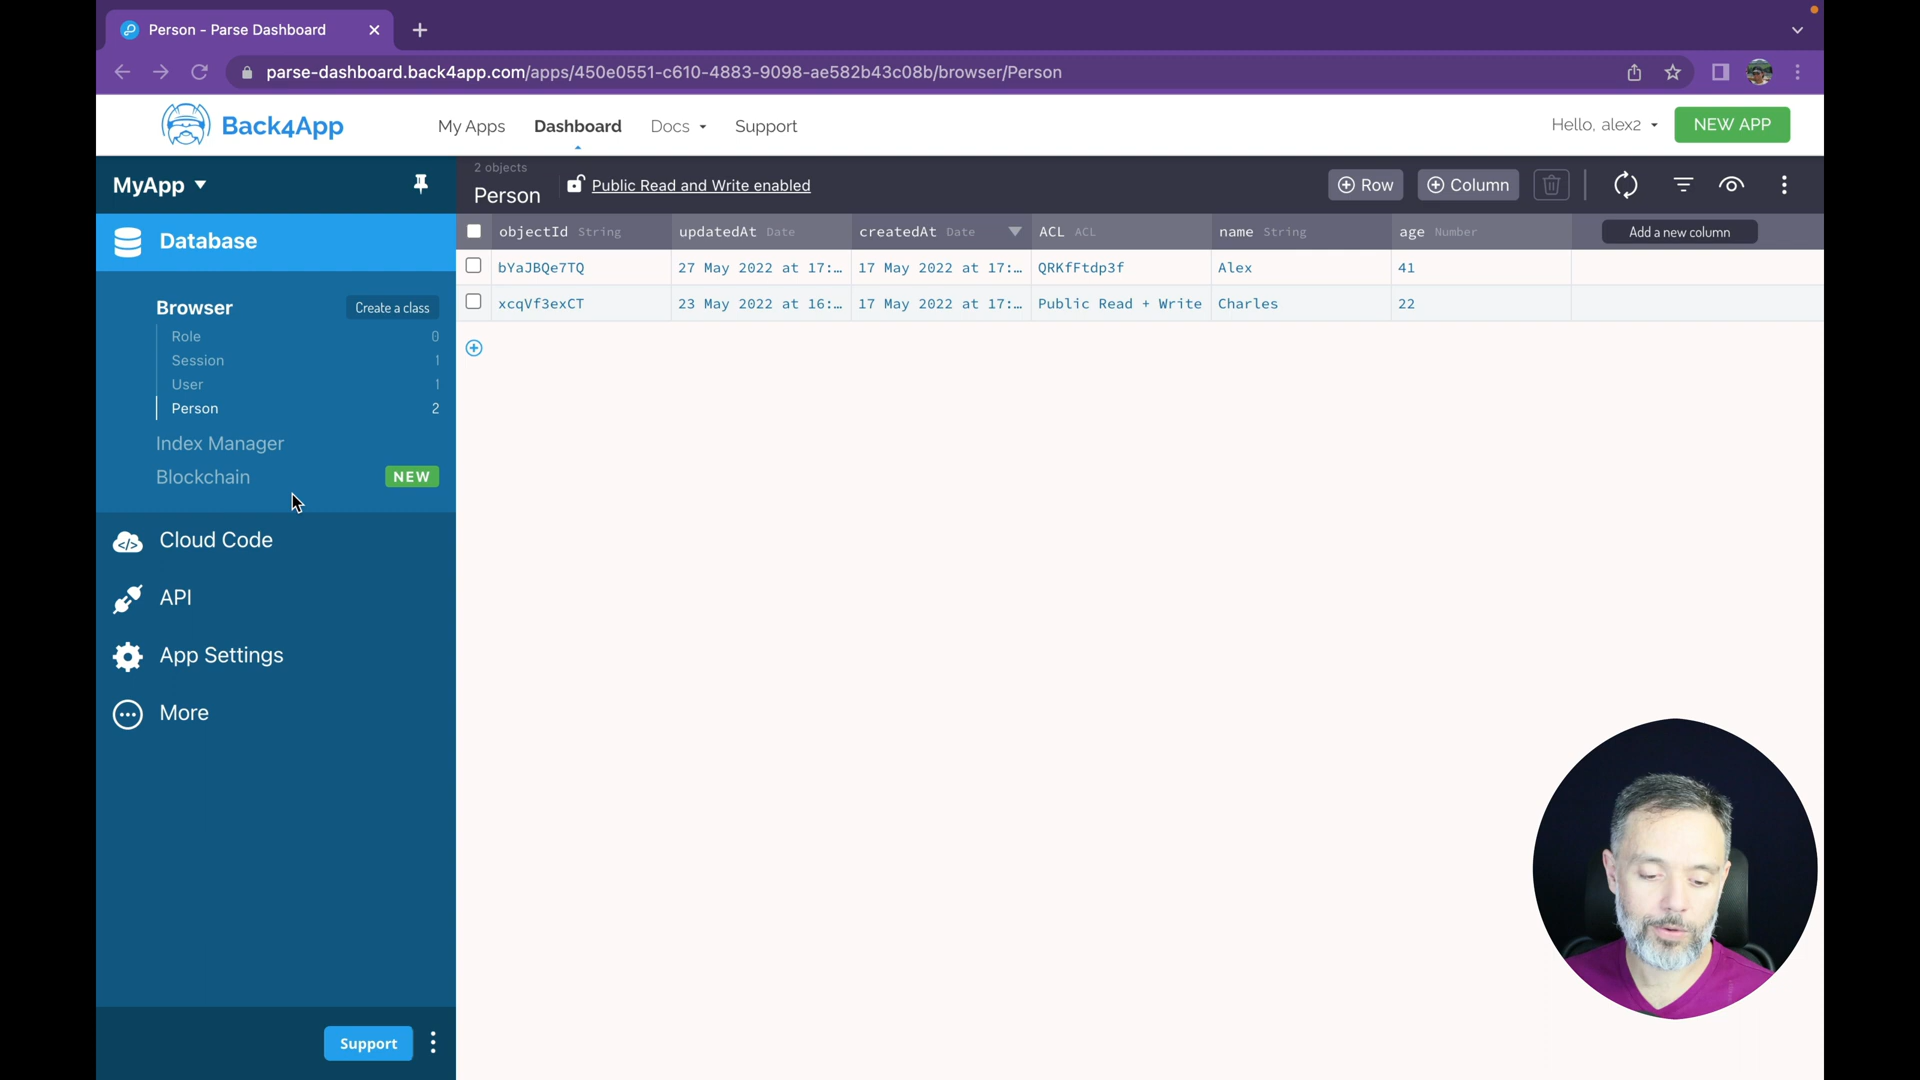 Person - Parse Dashboard
parse-dashboard.back4app.com/apps/450e0551-c610-4883-9098-ae582b43c08b/browser/Person
Back4App
My Apps
Dashboard
Docs
Support
Hello, alex2
NEW APP
MyApp
2 objects
Person
Public Read and Write enabled
Row
Column
Database
objectId String
updatedAt Date
createdAt Date
ACL ACL
name String
age Number
Add a new column
bYaJBQe7TQ
27 May 2022 at 17:…
17 May 2022 at 17:…
QRKfFtdp3f
Alex
41
xcqVf3exCT
23 May 2022 at 16:…
17 May 2022 at 17:…
Public Read + Write
Charles
22
Browser
Create a class
Role 0
Session 1
User 1
Person 2
Index Manager
Blockchain
NEW
Cloud Code
API
App Settings
More
Support